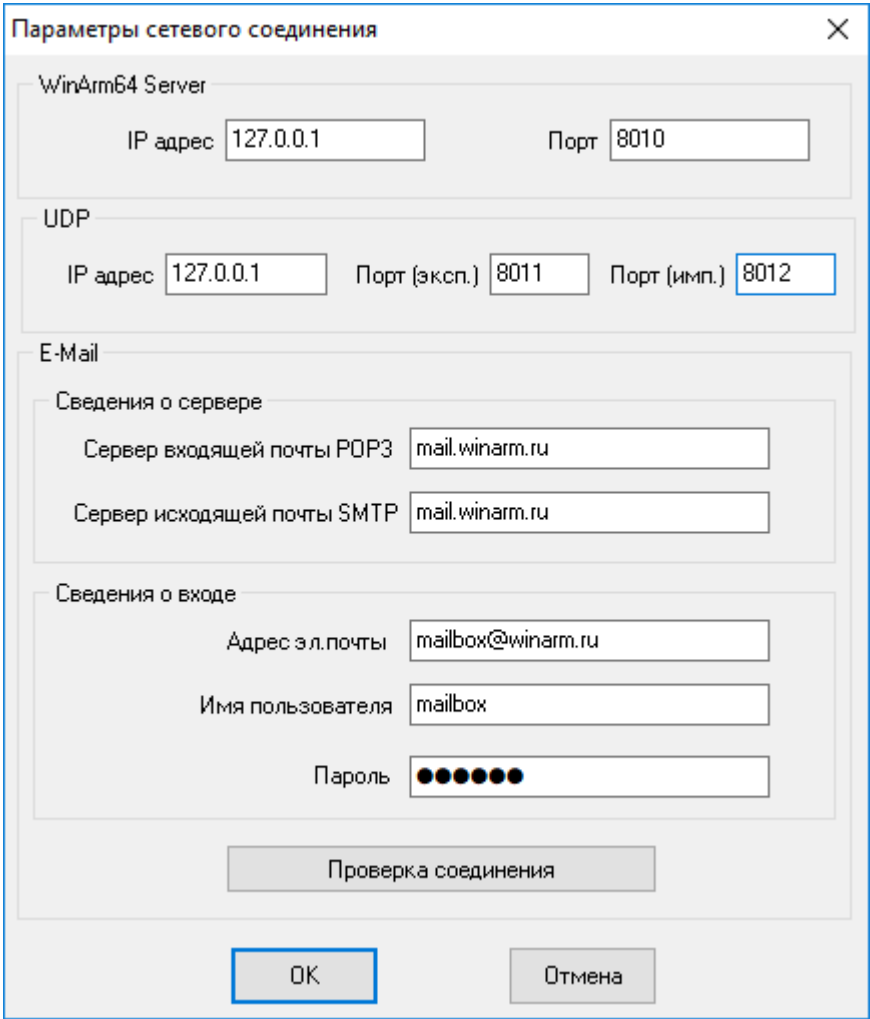 Параметры сетевого соединения
WinArm64 Server
IP адрес 127.0.0.1 Порт 8010
UDP
IP адрес 127.0.0.1 Порт (эксп.) 8011 Порт (имп.) 8012
E-Mail
Сведения о сервере
Сервер входящей почты POP3 mail.winarm.ru
Сервер исходящей почты SMTP mail.winarm.ru
Сведения о входе
Адрес эл.почты mailbox@winarm.ru
Имя пользователя mailbox
Пароль ●●●●●●
Проверка соединения
OK Отмена